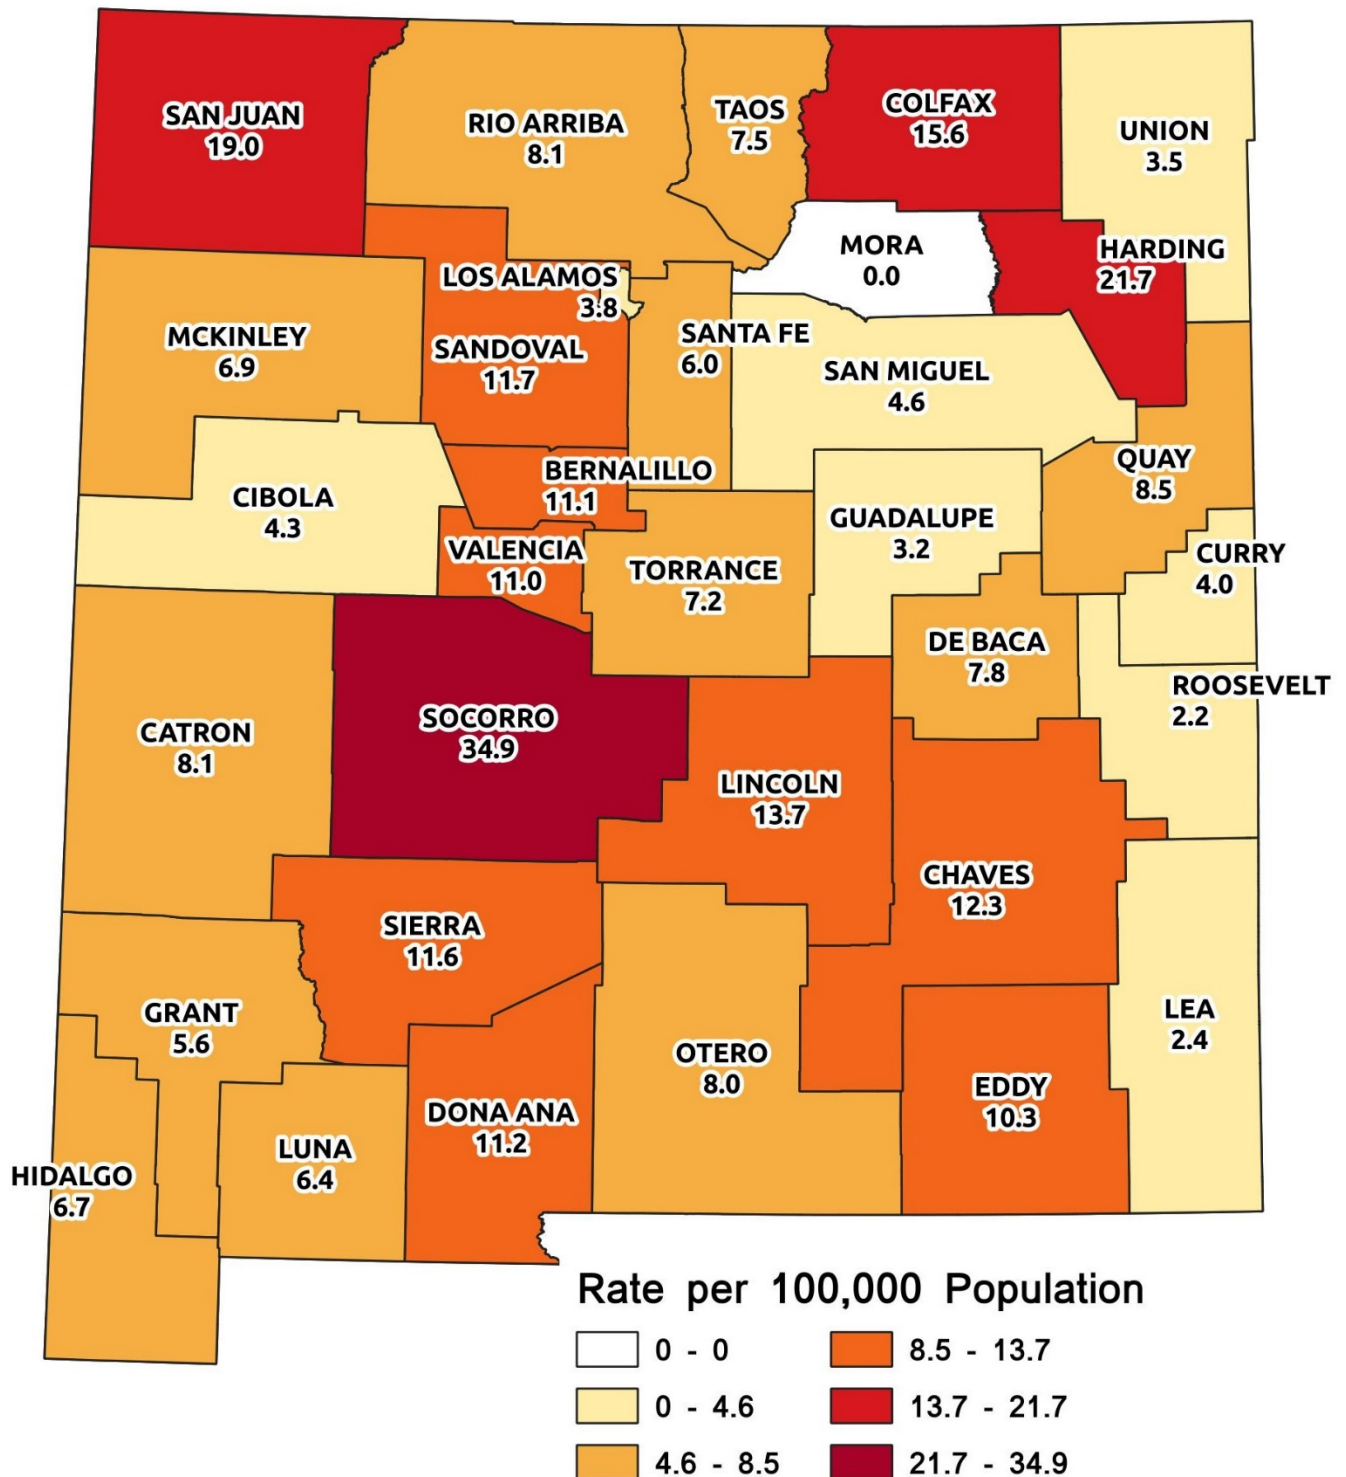 SAN JUAN
19.0
RIO ARRIBA
8.1
TAOS
7.5
COLFAX
15.6
UNION
3.5
MORA
0.0
HARDING
21.7
LOS ALAMOS
3.8
MCKINLEY
6.9
SANDOVAL
11.7
SANTA FE
6.0
SAN MIGUEL
4.6
QUAY
8.5
CIBOLA
4.3
BERNALILLO
11.1
GUADALUPE
3.2
VALENCIA
11.0
TORRANCE
7.2
CURRY
4.0
DE BACA
7.8
ROOSEVELT
2.2
CATRON
8.1
SOCORRO
34.9
LINCOLN
13.7
CHAVES
12.3
SIERRA
11.6
GRANT
5.6
LEA
2.4
OTERO
8.0
EDDY
10.3
DONA ANA
11.2
LUNA
6.4
HIDALGO
6.7
Rate per 100,000 Population
0 - 0
8.5 - 13.7
0 - 4.6
13.7 - 21.7
4.6 - 8.5
21.7 - 34.9